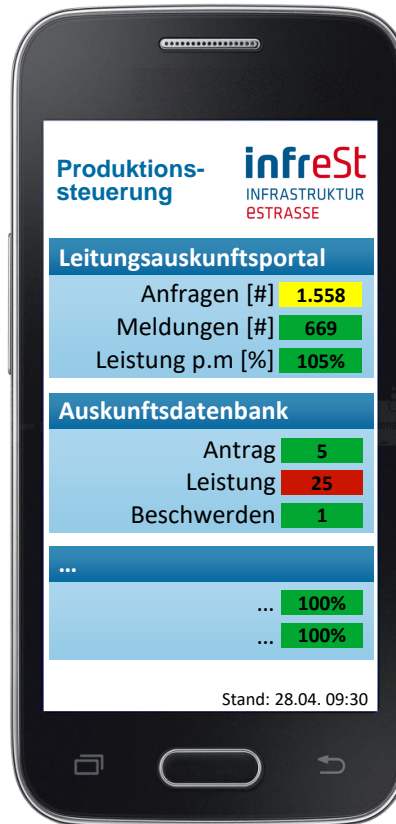 Produktions-
steuerung
infreSt
INFRASTRUKTUR
eSTRASSE
Leitungsauskunftsportal
Anfragen [#] 1.558
Meldungen [#] 669
Leistung p.m [%] 105%
Auskunftsdatenbank
Antrag 5
Leistung 25
Beschwerden 1
...
... 100%
... 100%
Stand: 28.04. 09:30